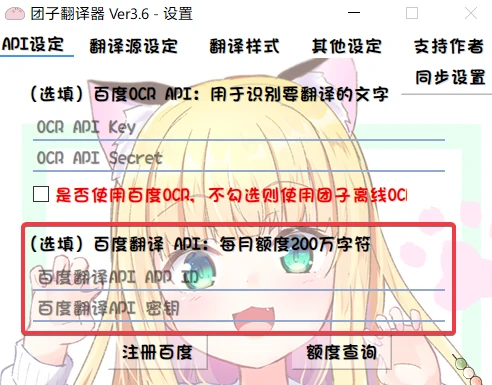 团子翻译器 Ver3.6 - 设置
API设定 翻译源设定 翻译样式 其他设定 支持作者
同步设置
(选填) 百度OCR API: 用于识别要翻译的文字
OCR API Key
OCR API Secret
是否使用百度OCR, 不勾选则使用团子离线OC
(选填) 百度翻译 API: 每月额度200万字符
百度翻译API APP ID
百度翻译API 密钥
注册百度 额度查询